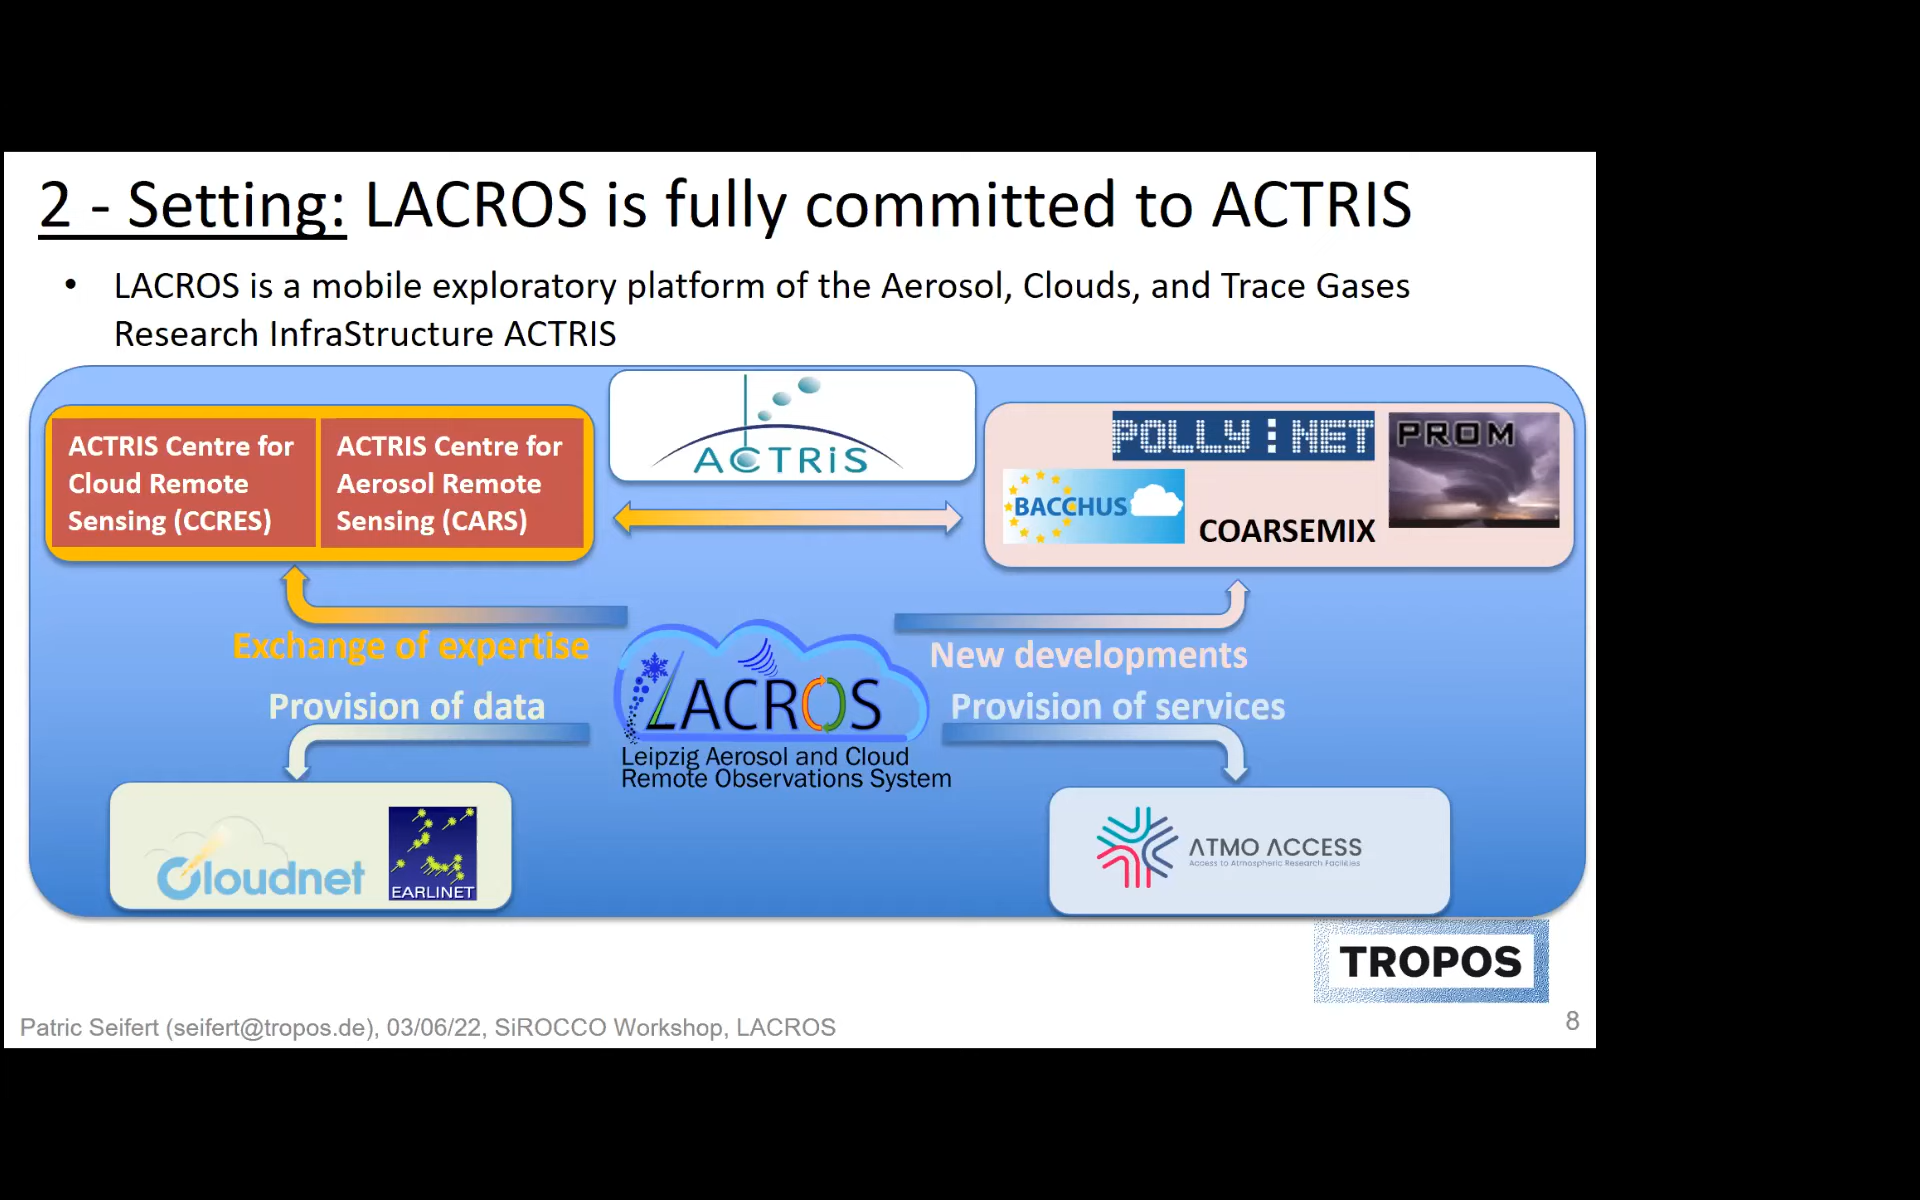 2 - Setting: LACROS is fully committed to ACTRIS
• LACROS is a mobile exploratory platform of the Aerosol, Clouds, and Trace Gases
Research InfraStructure ACTRIS
ACTRIS Centre for
Cloud Remote
Sensing (CCRES)
ACTRIS Centre for
Aerosol Remote
Sensing (CARS)
ACTRiS
POLLY:NET
PROM
BACCHUS
COARSEMIX
Exchange of expertise
New developments
Provision of data
Provision of services
LACROS
Leipzig Aerosol and Cloud
Remote Observations System
Cloudnet
EARLINET
ATMO ACCESS
Access to Atmospheric Research Facilities
TROPOS
Patric Seifert (seifert@tropos.de), 03/06/22, SiROCCO Workshop, LACROS
8